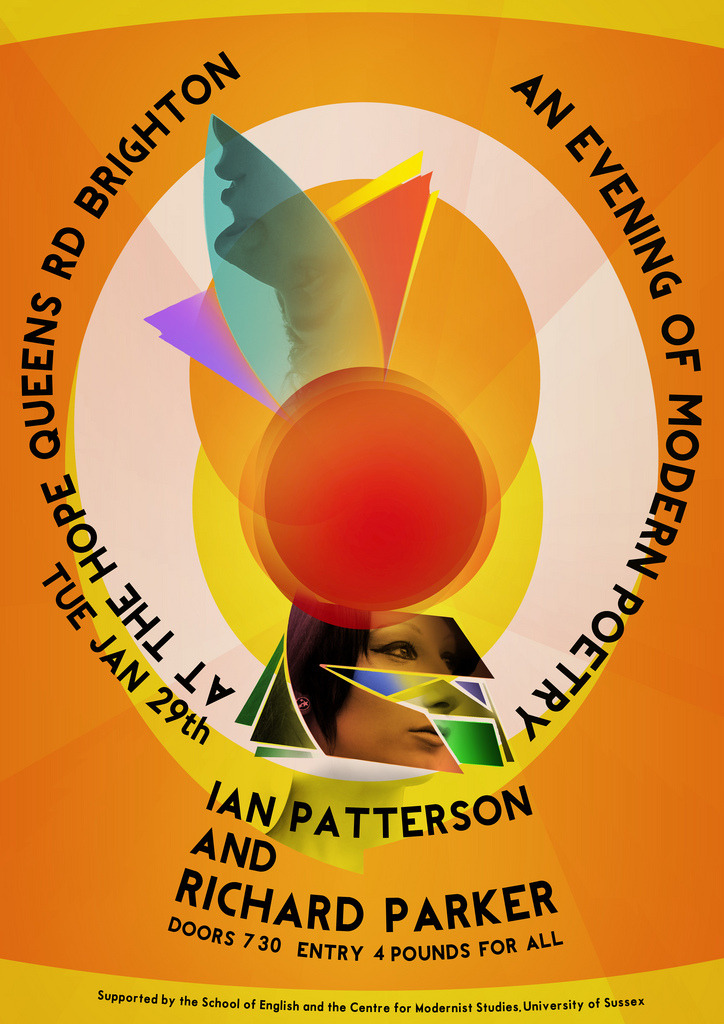 AN EVENING OF MODERN POETRY
AT THE HOPE QUEENS RD BRIGHTON
TUE JAN 29th
IAN PATTERSON
AND
RICHARD PARKER
DOORS 7 30 ENTRY 4 POUNDS FOR ALL
Supported by the School of English and the Centre for Modernist Studies, University of Sussex